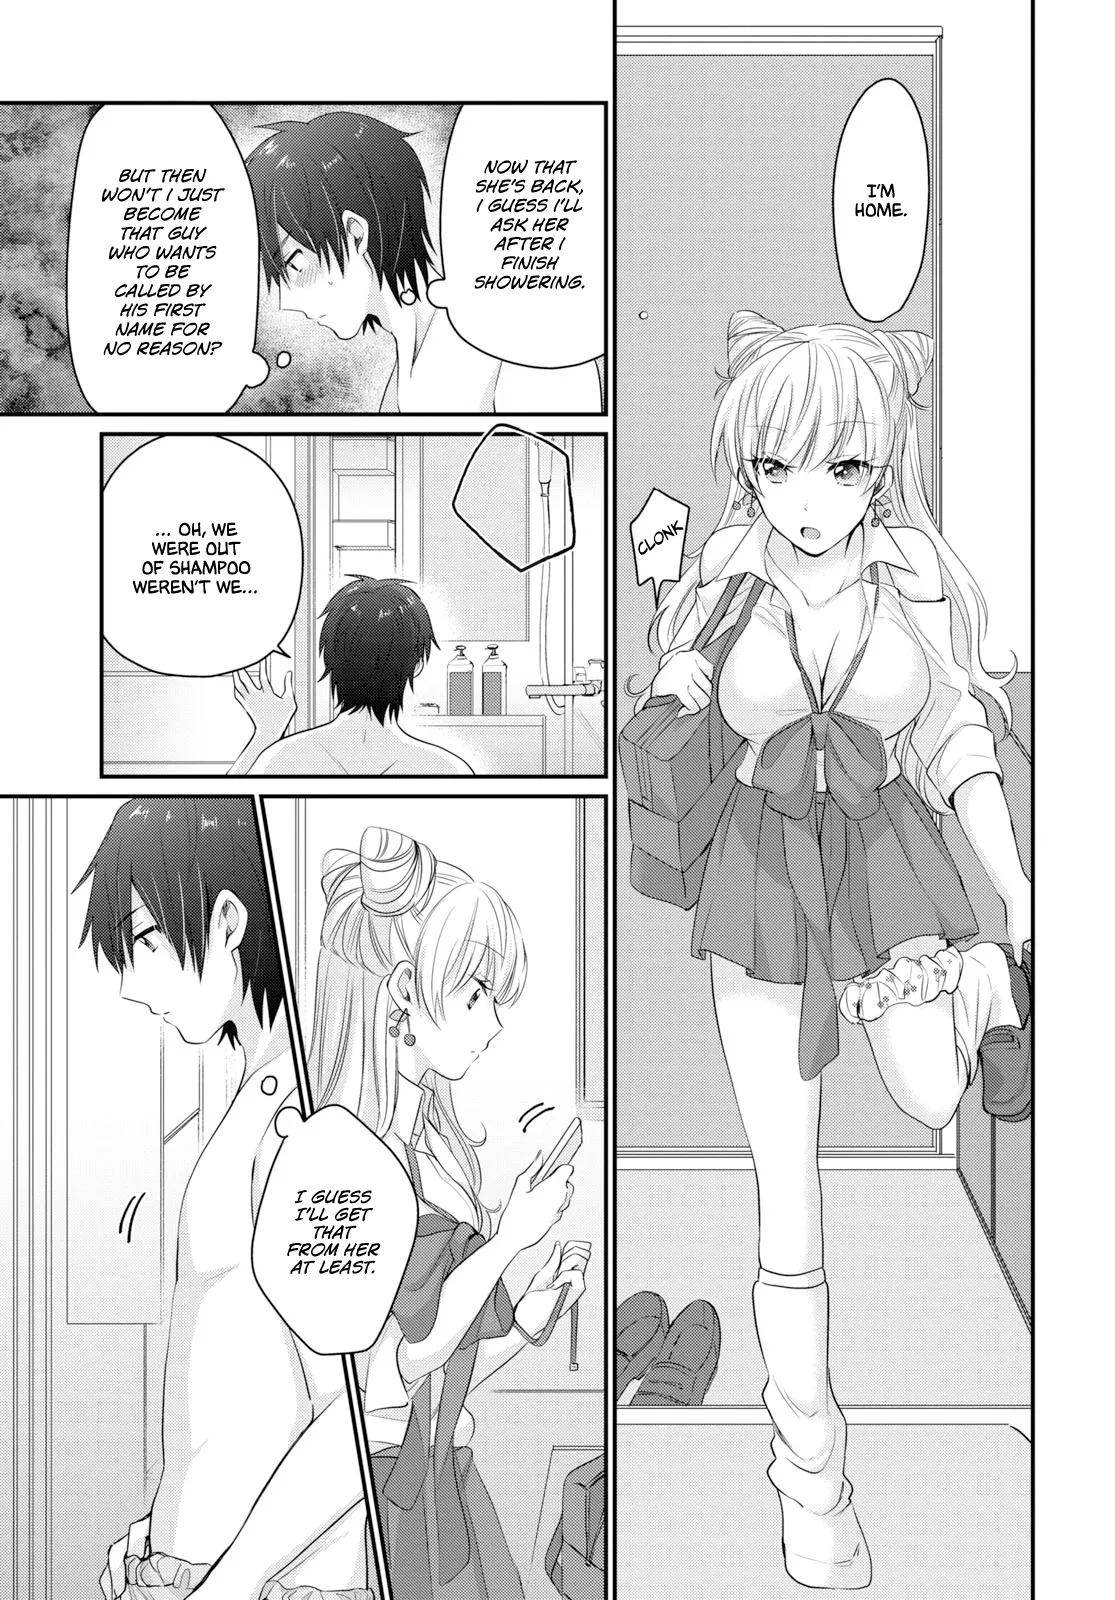 I'M
HOME.
CLONK
NOW THAT
SHE'S BACK,
I GUESS I'LL
ASK HER
AFTER I
FINISH
SHOWERING.
BUT THEN
WON'T I JUST
BECOME
THAT GUY
WHO WANTS
TO BE
CALLED BY
HIS FIRST
NAME FOR
NO REASON?
... OH, WE
WERE OUT
OF SHAMPOO
WEREN'T WE...
I GUESS
I'LL GET
THAT
FROM HER
AT LEAST.